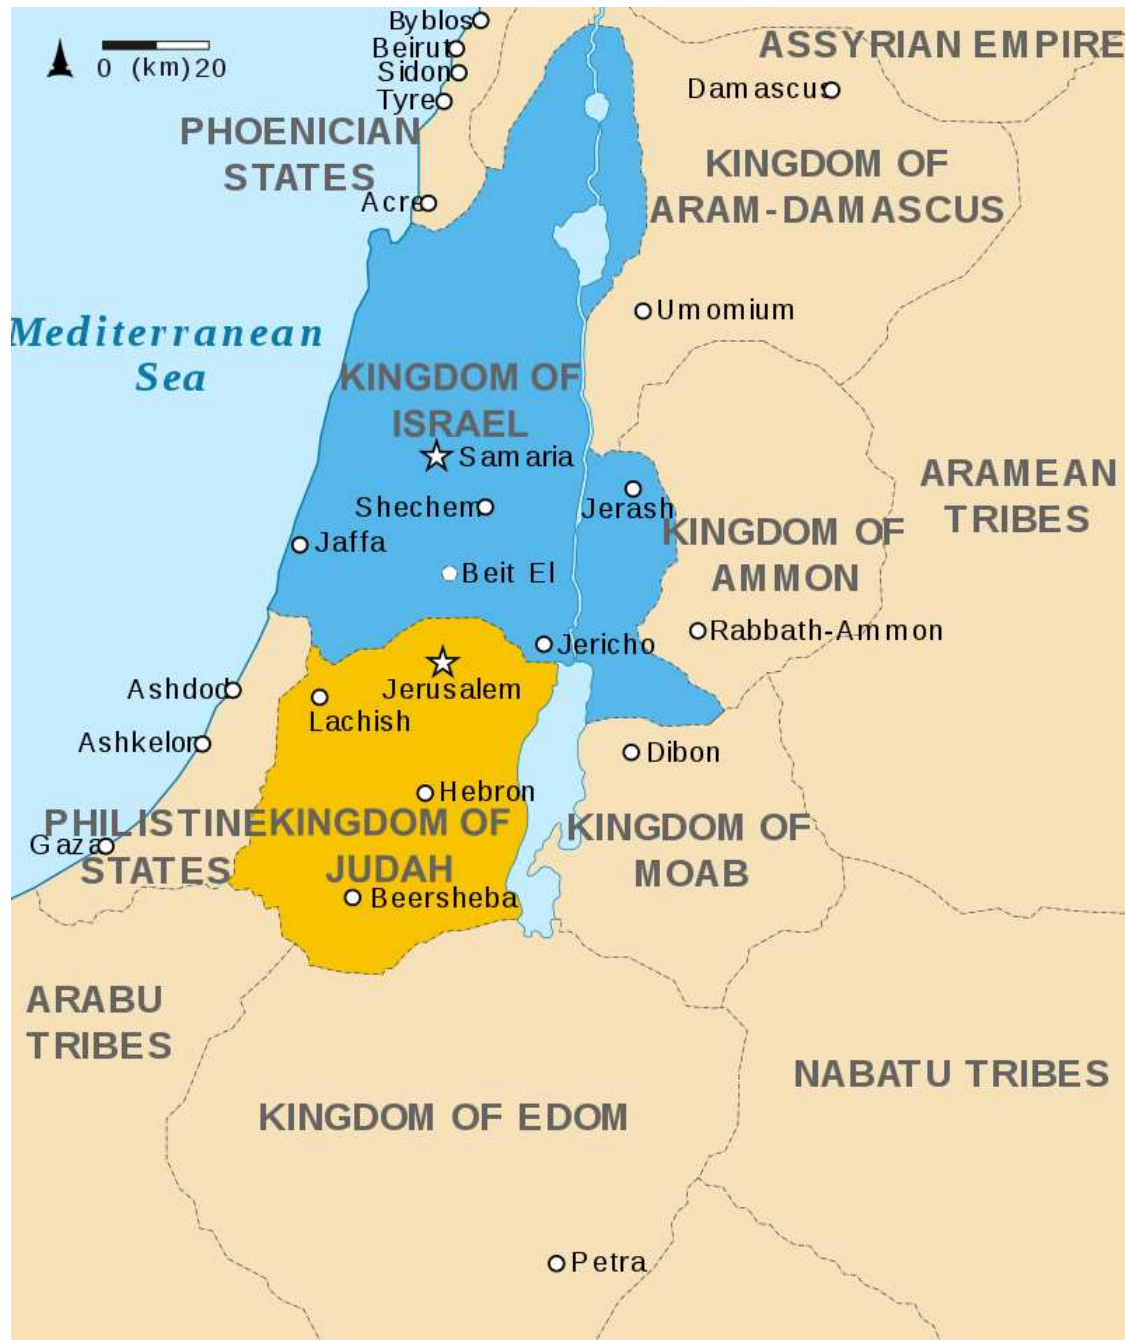 Byblos
Beirut
Sidon
Tyre
0 (km)20
ASSYRIAN EMPIRE
Damascus
PHOENICIAN
STATES
KINGDOM OF
ARAM-DAMASCUS
Acre
Umomium
Mediterranean
Sea
KINGDOM OF
ISRAEL
Samaria
ARAMEAN
TRIBES
Shechem
Jerash
Jaffa
KINGDOM OF
AMMON
Beit El
Rabbath-Ammon
Jericho
Jerusalem
Ashdod
Lachish
Ashkelon
Dibon
Hebron
PHILISTINE
STATES
Gaza
KINGDOM OF
JUDAH
KINGDOM OF
MOAB
Beersheba
ARABU
TRIBES
NABATU TRIBES
KINGDOM OF EDOM
Petra